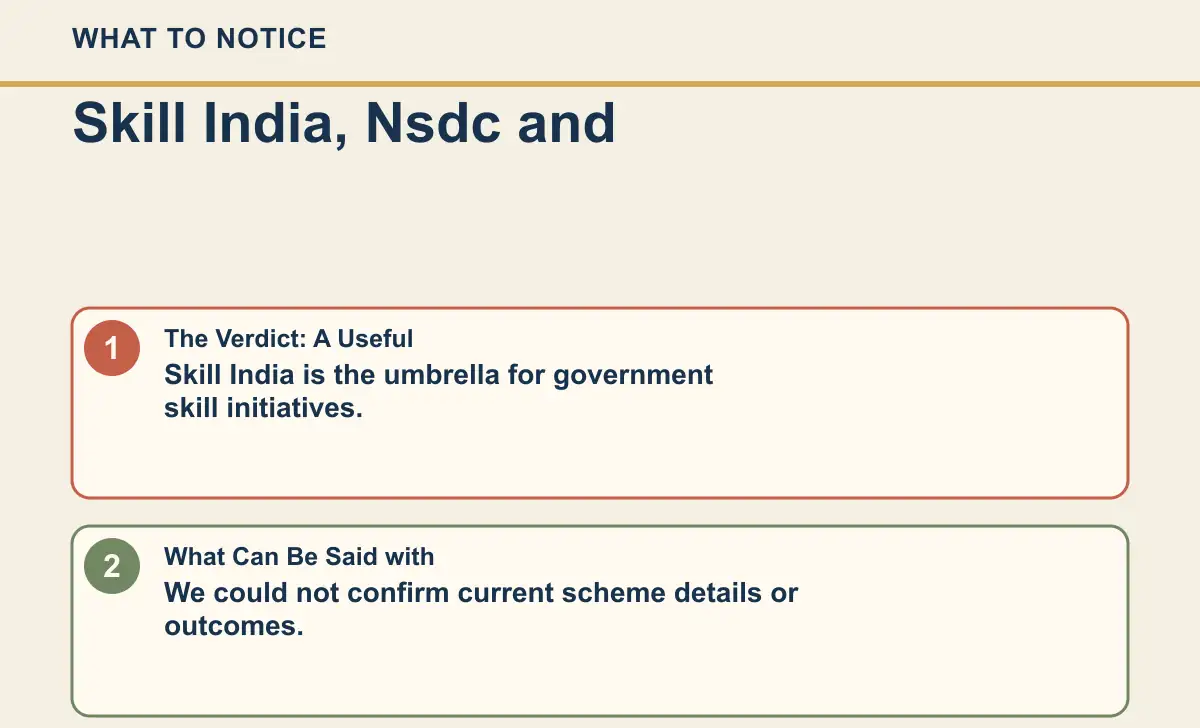 WHAT TO NOTICE
Skill India, Nsdc and
1
The Verdict: A Useful
Skill India is the umbrella for government
skill initiatives.
2
What Can Be Said with
We could not confirm current scheme details or
outcomes.